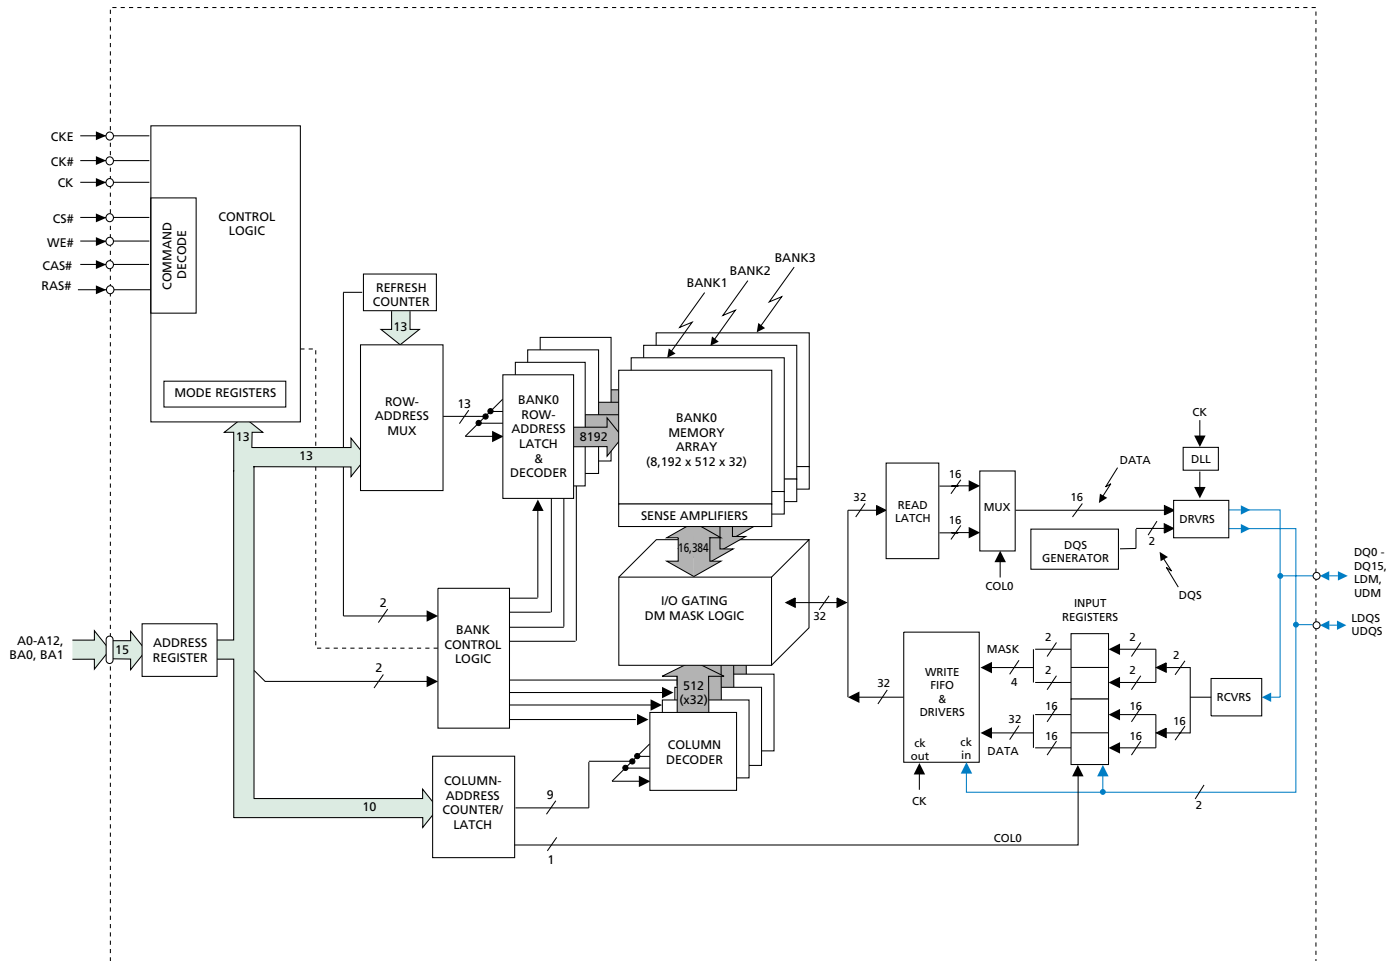 CKE
CK#
CK
CS#
WE#
CAS#
RAS#
COMMAND
DECODE
CONTROL
LOGIC
MODE REGISTERS
REFRESH
COUNTER
13
ROW-
ADDRESS
MUX
13
13
13
BANK0
ROW-
ADDRESS
LATCH
&
DECODER
8192
BANK1
BANK2
BANK3
BANK0
MEMORY
ARRAY
(8,192 x 512 x 32)
SENSE AMPLIFIERS
16,384
I/O GATING
DM MASK LOGIC
32
A0-A12,
BA0, BA1
15
ADDRESS
REGISTER
2
2
BANK
CONTROL
LOGIC
512
(x32)
COLUMN
DECODER
10
COLUMN-
ADDRESS
COUNTER/
LATCH
9
1
COL0
32
READ
LATCH
16
16
MUX
COL0
16
DATA
CK
DLL
DRVRS
DQS
GENERATOR
2
DQS
DQ0 -
DQ15,
LDM,
UDM
LDQS
UDQS
INPUT
REGISTERS
32
WRITE
FIFO
&
DRIVERS
ck
out
ck
in
CK
MASK
4
32
DATA
2
2
16
16
2
2
16
16
2
16
RCVRS
2